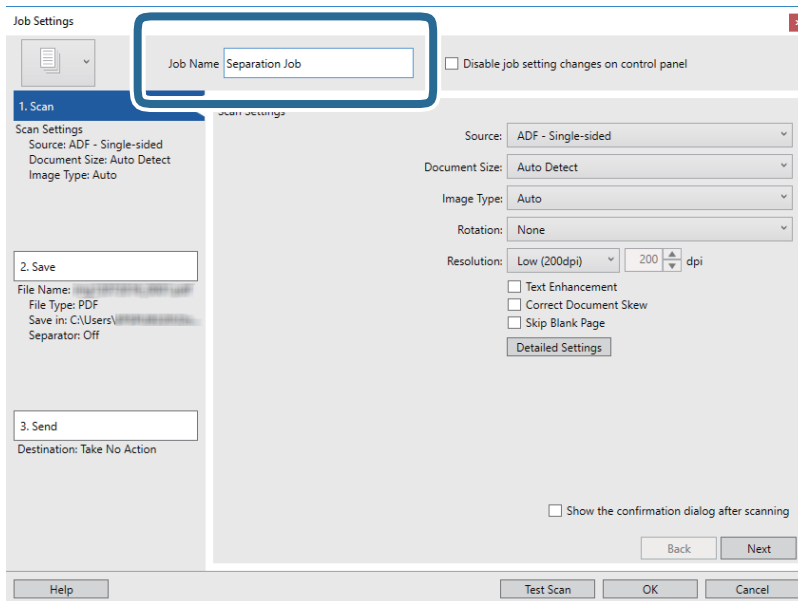 Job Settings
Job Name Separation Job
Disable job setting changes on control panel
1. Scan
Scan Settings
Source: ADF - Single-sided
Document Size: Auto Detect
Image Type: Auto
2. Save
File Name:
File Type: PDF
Save in: C:\Users\
Separator: Off
3. Send
Destination: Take No Action
Scan Settings
Source: ADF - Single-sided
Document Size: Auto Detect
Image Type: Auto
Rotation: None
Resolution: Low (200dpi) 200 dpi
Text Enhancement
Correct Document Skew
Skip Blank Page
Detailed Settings
Show the confirmation dialog after scanning
Back Next
Help Test Scan OK Cancel